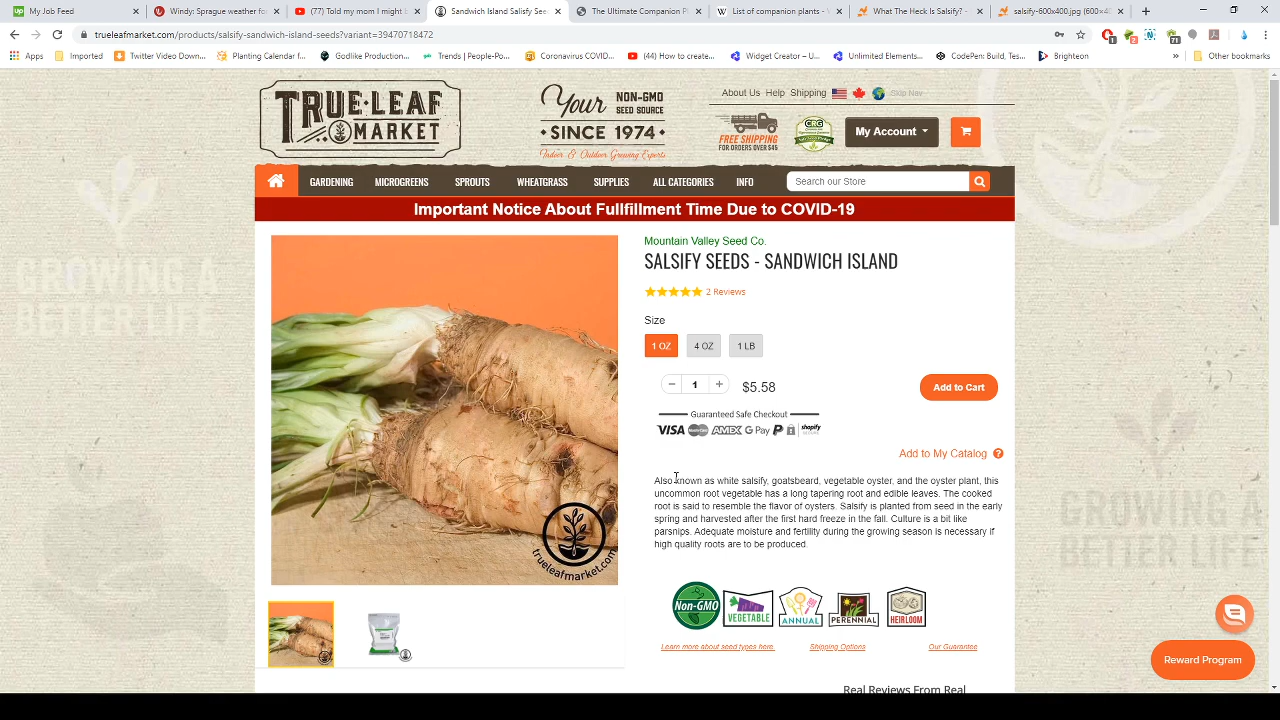 My Job Feed
Windy: Sprague weather fo
(77) Told my mom I might b
Sandwich Island Salsify See
The Ultimate Companion Pl
List of companion plants - V
What The Heck Is Salsify? -
salsify-600x400.jpg (600×40
trueleafmarket.com/products/salsify-sandwich-island-seeds?variant=39470718472
Apps
Imported
Twitter Video Down...
Planting Calendar f...
Godlike Production...
Trends | People-Po...
Coronavirus COVID...
(44) How to create...
Widget Creator – U...
Unlimited Elements...
CodePen: Build, Tes...
Brighteon
Other bookmarks
TRUE LEAF
MARKET
Your NON-GMO
SEED SOURCE
SINCE 1974
Indoor & Outdoor Growing Experts
About Us Help Shipping Skip Nav
FREE SHIPPING
FOR ORDERS OVER $45
CRG
My Account
GARDENING MICROGREENS SPROUTS WHEATGRASS SUPPLIES ALL CATEGORIES INFO
Search our Store
Important Notice About Fullfillment Time Due to COVID-19
GROWING A
BETTER LIFE
Mountain Valley Seed Co.
SALSIFY SEEDS - SANDWICH ISLAND
2 Reviews
Size
1 OZ 4 OZ 1 LB
− 1 + $5.58
Add to Cart
Guaranteed Safe Checkout
VISA AMEX G Pay shopify
Add to My Catalog ?
Also known as white salsify, goatsbeard, vegetable oyster, and the oyster plant, this
uncommon root vegetable has a long tapering root and edible leaves. The cooked
root is said to resemble the flavor of oysters. Salsify is planted from seed in the early
spring and harvested after the first hard freeze in the fall. Culture is a bit like
parsnips. Adequate moisture and fertility during the growing season is necessary if
high quality roots are to be produced.
trueleafmarket.com
Non-GMO
VEGETABLE
ANNUAL
PERENNIAL
HEIRLOOM
Learn more about seed types here.
Shipping Options
Our Guarantee
GROWING A
BETTER LIFE
Reward Program
Real Reviews From Real